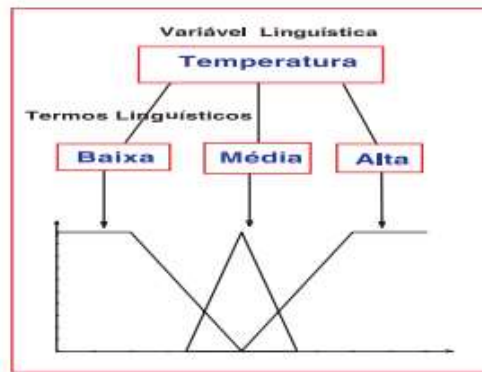 Variável Linguística
Temperatura
Termos Linguísticos
Baixa
Média
Alta